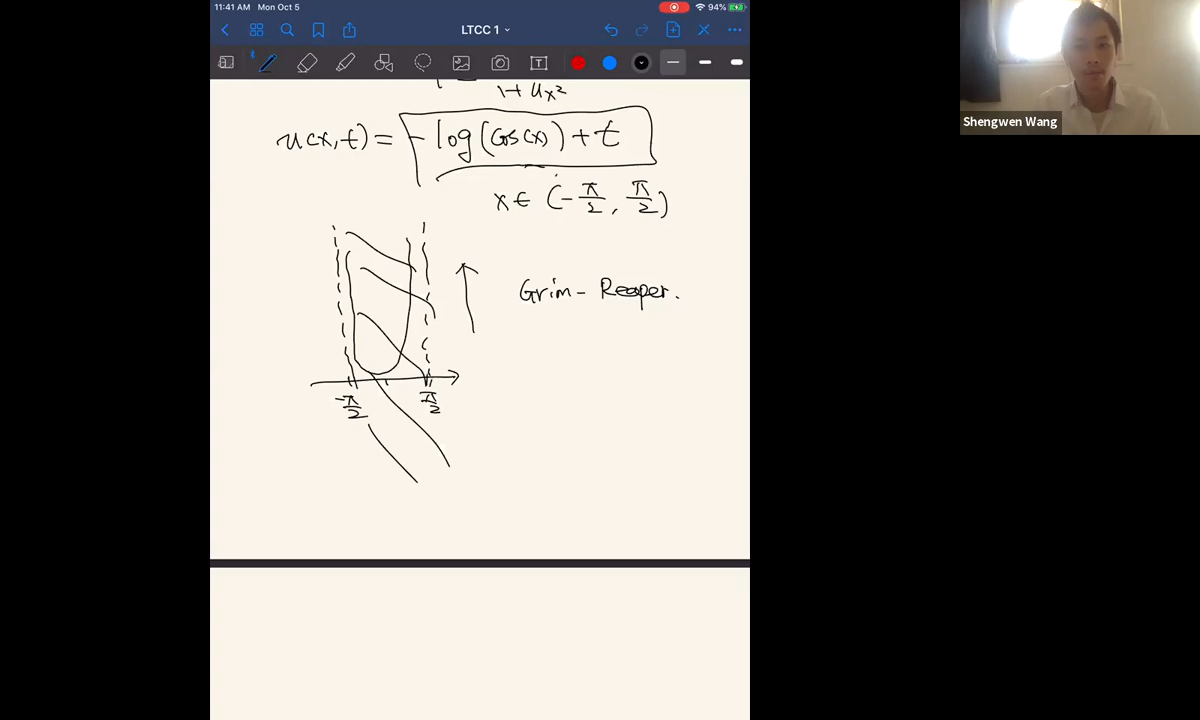 11:41 AM Mon Oct 5
94%
LTCC 1
1+ux²
u(x,t) = -log(cos(x)) + t
x ∈ (-π/2, π/2)
Grim-Reaper.
-π/2 π/2
Shengwen Wang